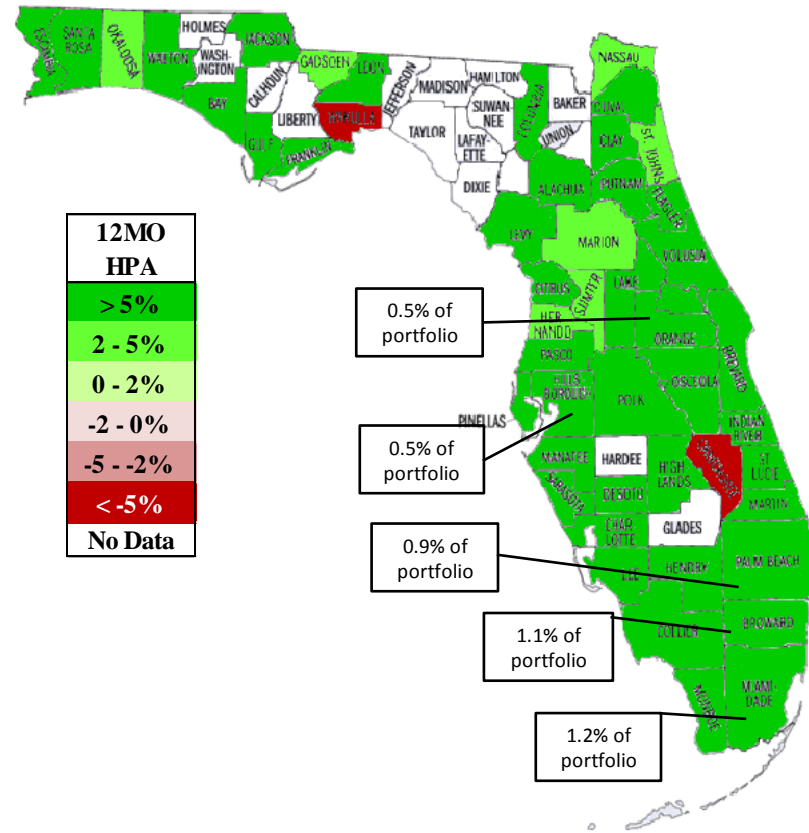 HOLMES
JACKSON
SANTA
ROSA
ESCOMBIA
OKALOOSA
WALTON
WASH-
INGTON
GADSDEN
LEON
JEFFERSON
MADISON
HAMILTON
NASSAU
BAY
CALHOUN
LIBERTY
WAKULLA
TAYLOR
SUWAN-
NEE
COLUMBIA
BAKER
DUVAL
GULF
FRANKLIN
LAFAY-
ETTE
UNION
CLAY
ST. JOHNS
DIXIE
ALACHUA
PUTNAM
FLAGLER
12MO
HPA
> 5%
2 - 5%
0 - 2%
-2 - 0%
-5 - -2%
< -5%
No Data
LEVY
MARION
VOLUSIA
CITRUS
SUMTER
LAKE
0.5% of
portfolio
HER
NANDO
ORANGE
PASCO
OSCEOLA
HILLS
BOROUGH
POLK
PINELLAS
INDIAN
RIVER
0.5% of
portfolio
MANATEE
HARDEE
HIGH
LANDS
ST.
LUCIE
SARASOTA
DESOTO
MARTIN
CHAR
LOTTE
GLADES
0.9% of
portfolio
LEE
HENDRY
PALM BEACH
1.1% of
portfolio
COLLIER
BROWARD
MONROE
MIAMI-
DADE
1.2% of
portfolio